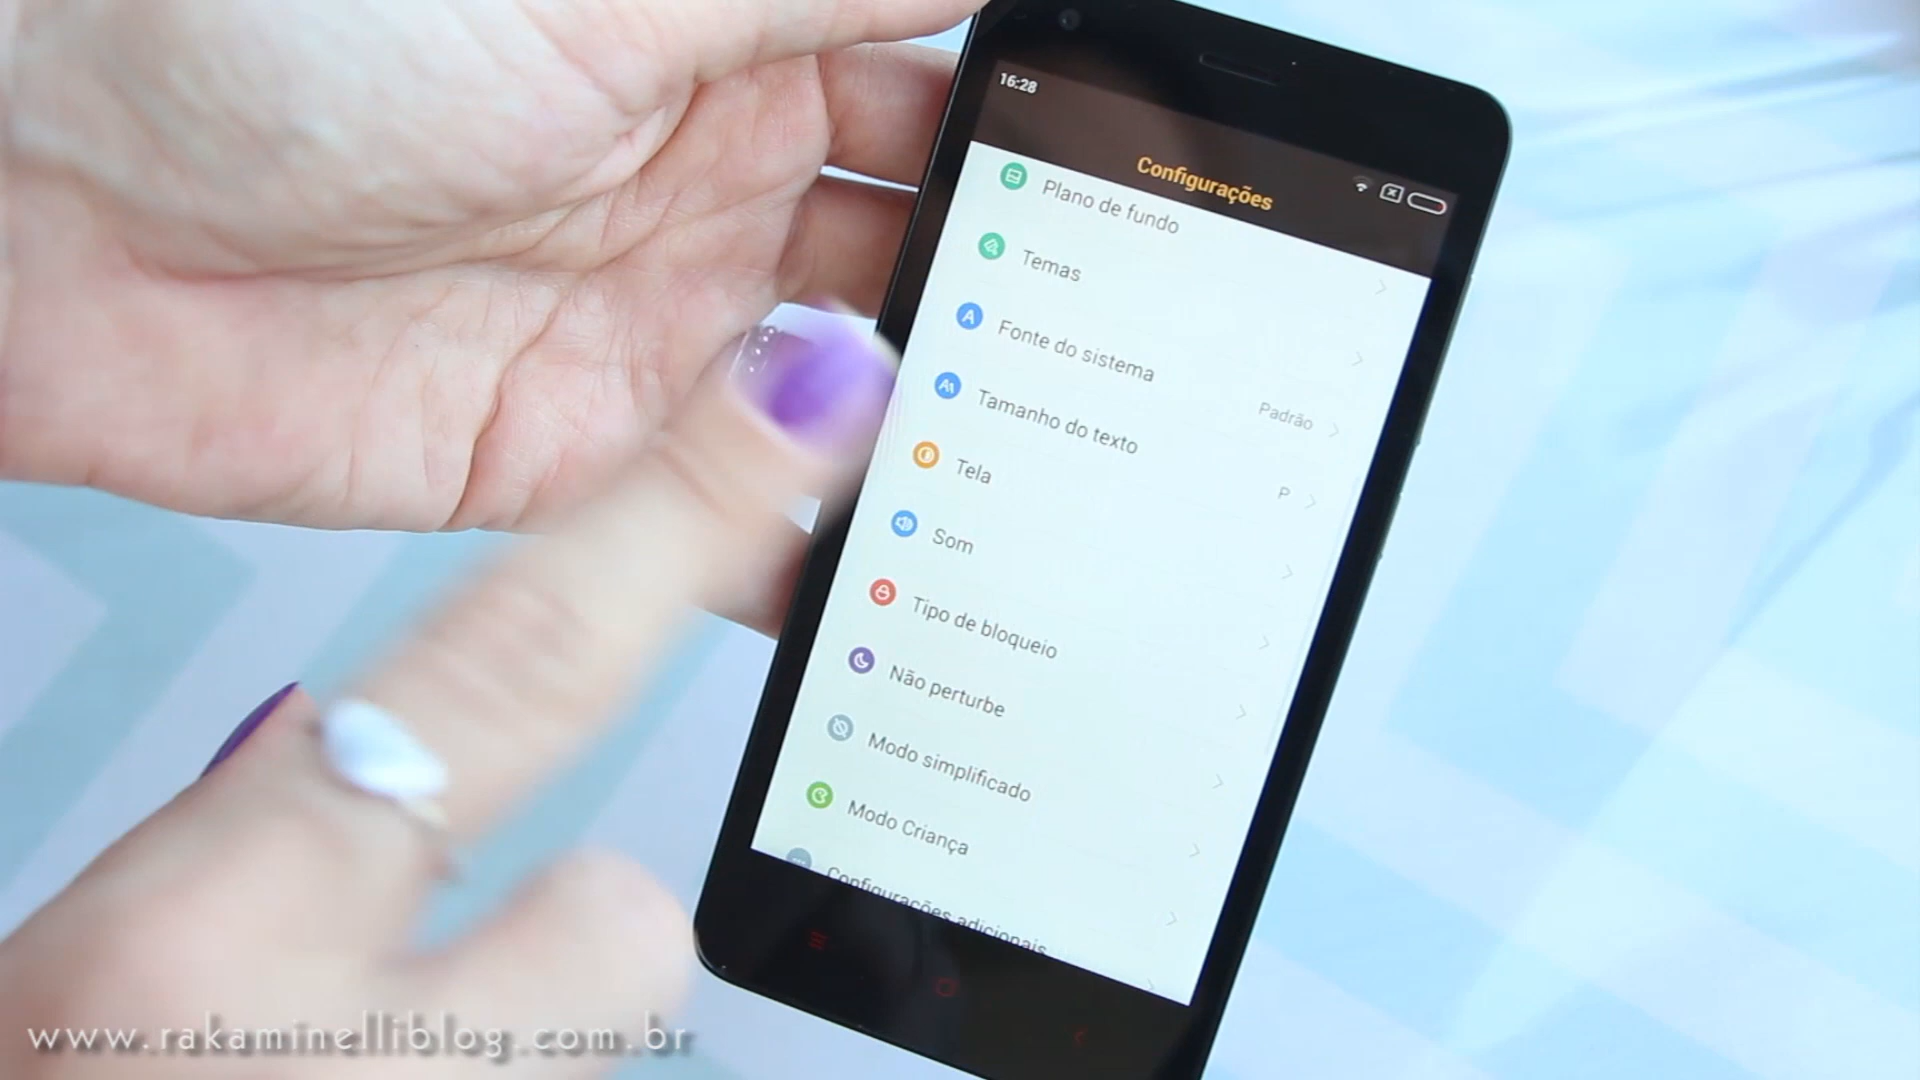 16:28
Configurações
Plano de fundo
Temas
Fonte do sistema
Padrão
Tamanho do texto
P
Tela
Som
Tipo de bloqueio
Não perturbe
Modo simplificado
Modo Criança
Configurações adicionais
www.rakaminelliblog.com.br